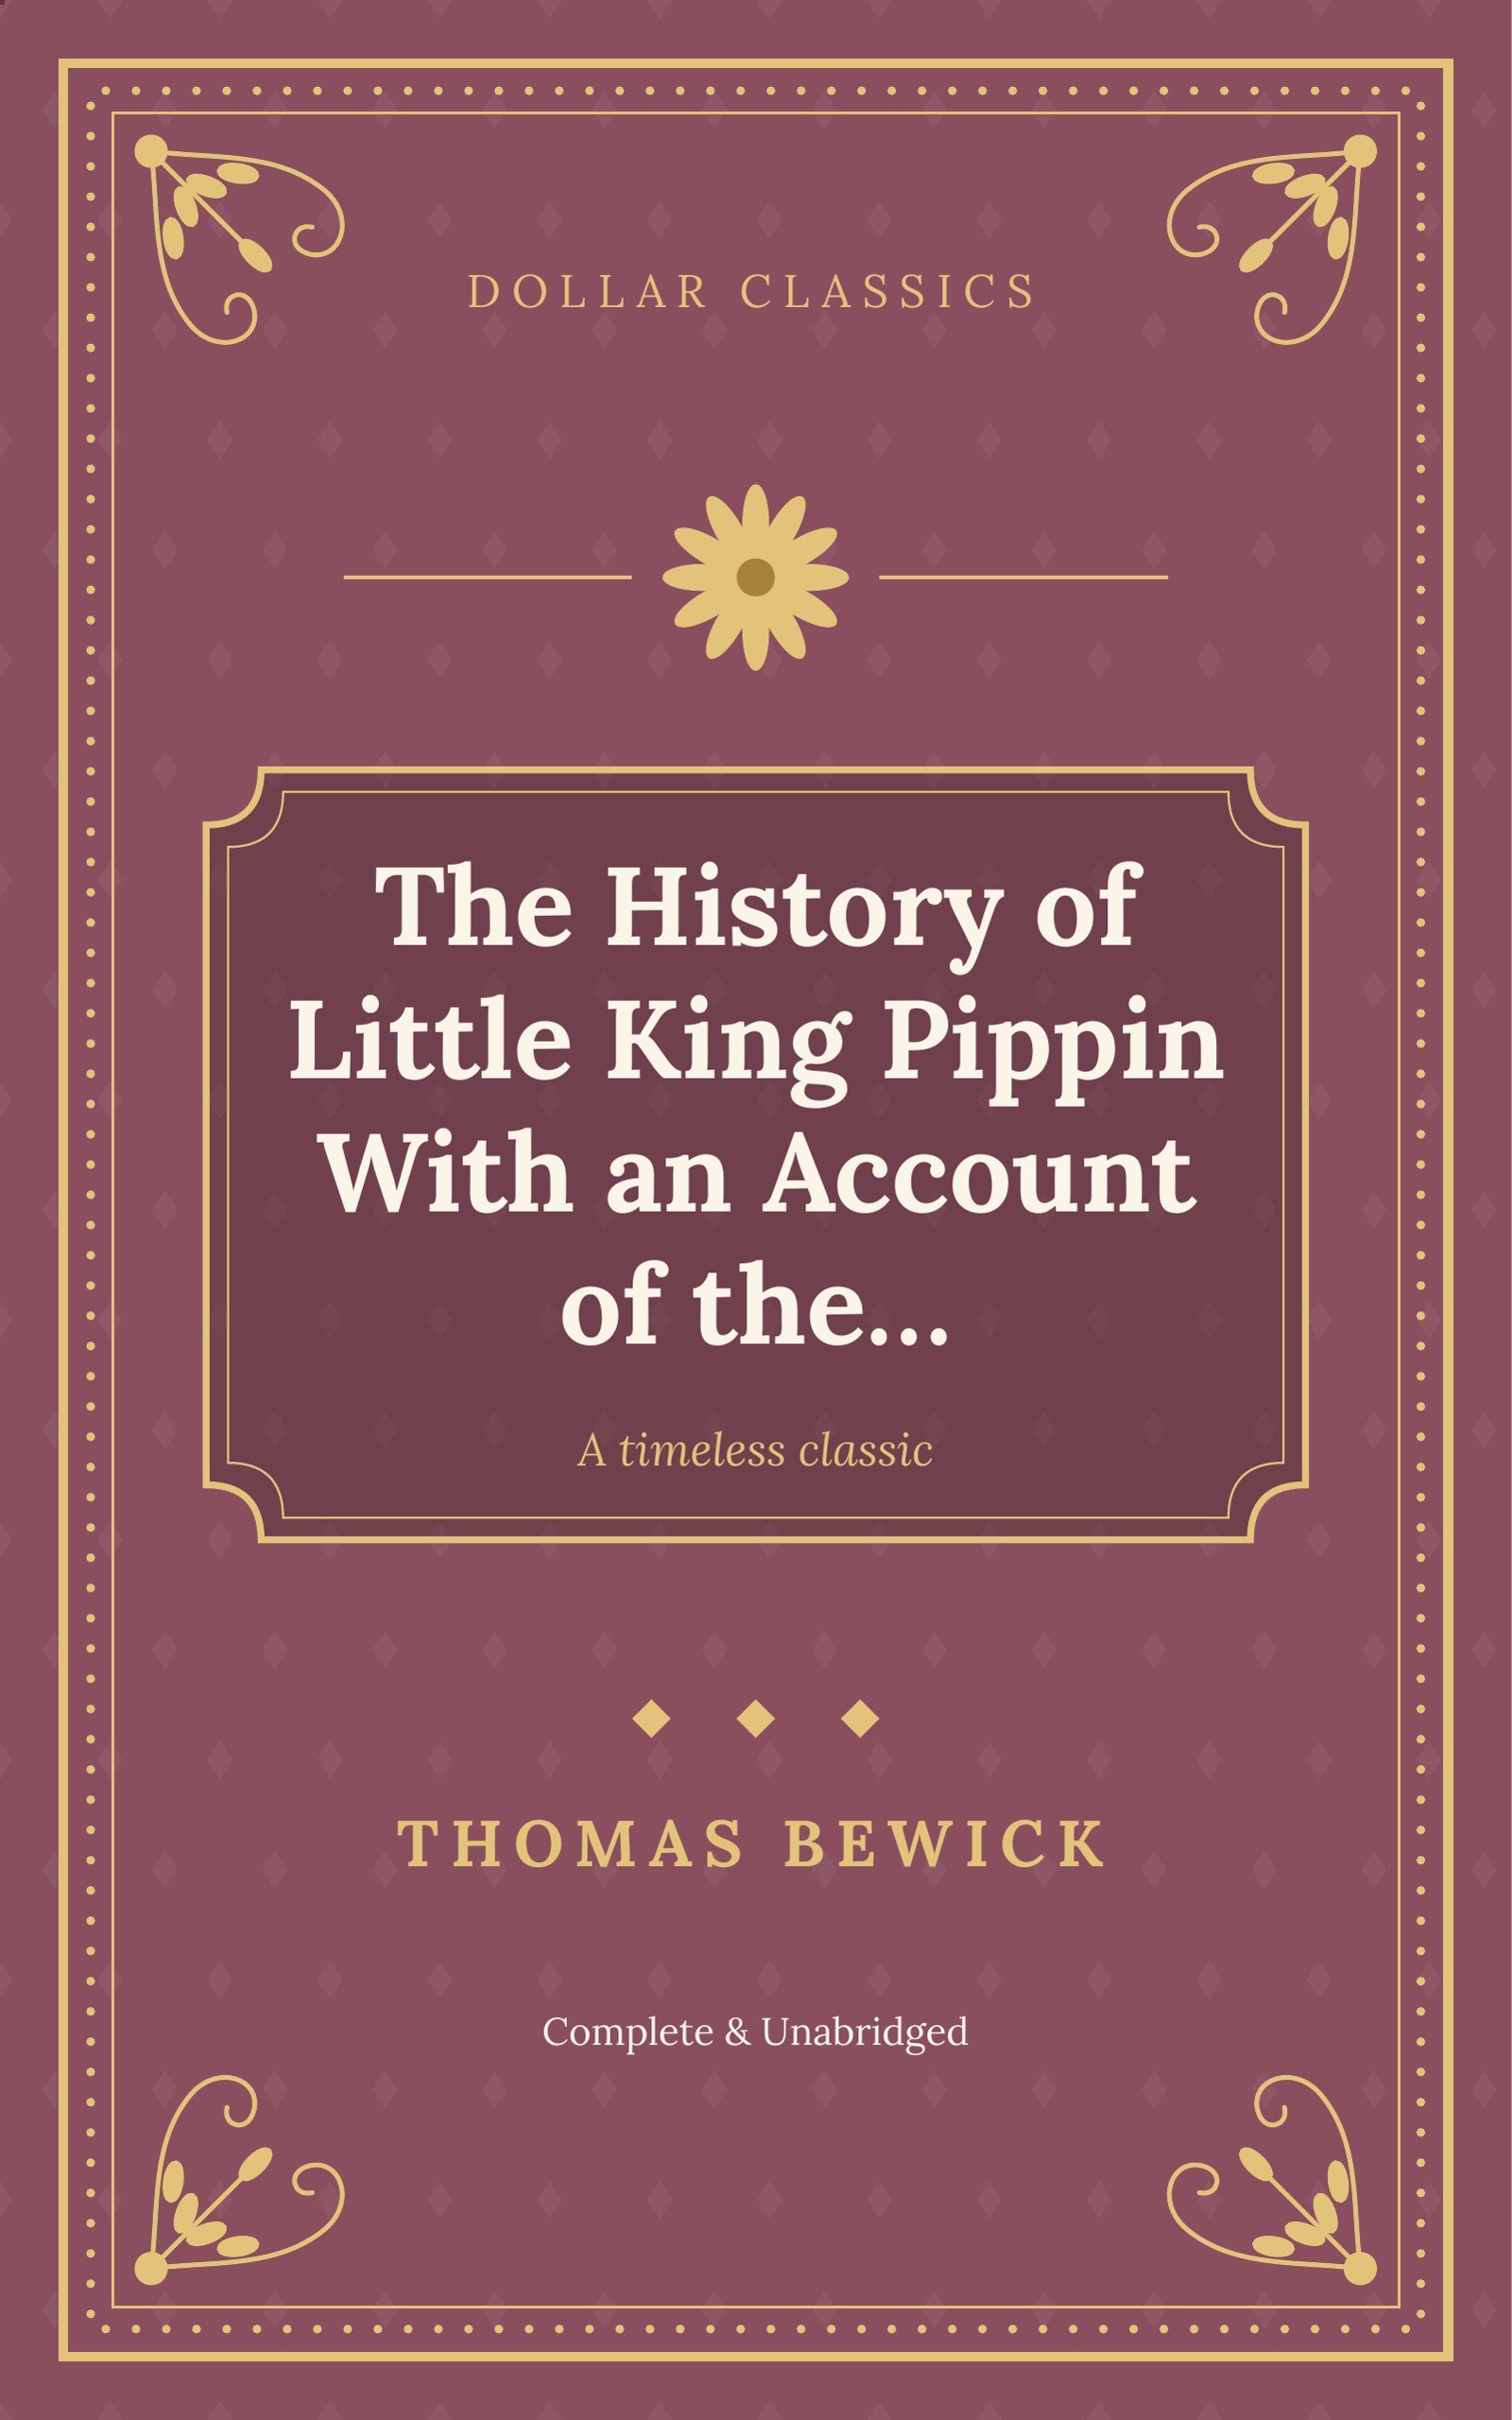 DOLLAR CLASSICS
The History of
Little King Pippin
With an Account
of the...
A timeless classic
THOMAS BEWICK
Complete & Unabridged